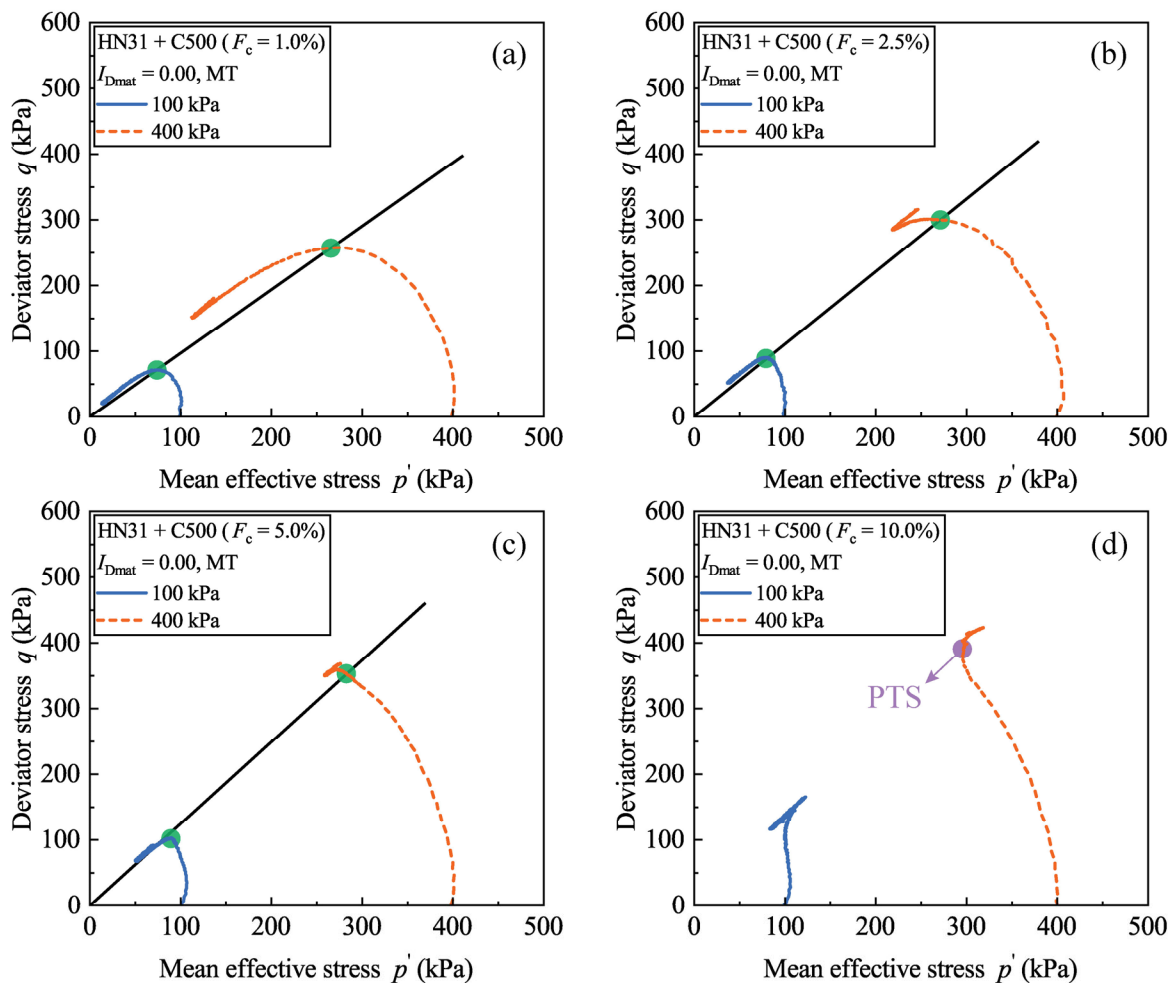 600
500
400
300
200
100
0
Deviator stress q (kPa)
HN31 + C500 (Fc = 1.0%)
IDmat = 0.00, MT
100 kPa
400 kPa
(a)
0 100 200 300 400 500
Mean effective stress p' (kPa)
600
500
400
300
200
100
0
Deviator stress q (kPa)
HN31 + C500 (Fc = 2.5%)
IDmat = 0.00, MT
100 kPa
400 kPa
(b)
0 100 200 300 400 500
Mean effective stress p' (kPa)
600
500
400
300
200
100
0
Deviator stress q (kPa)
HN31 + C500 (Fc = 5.0%)
IDmat = 0.00, MT
100 kPa
400 kPa
(c)
0 100 200 300 400 500
Mean effective stress p' (kPa)
600
500
400
300
200
100
0
Deviator stress q (kPa)
HN31 + C500 (Fc = 10.0%)
IDmat = 0.00, MT
100 kPa
400 kPa
(d)
PTS
0 100 200 300 400 500
Mean effective stress p' (kPa)